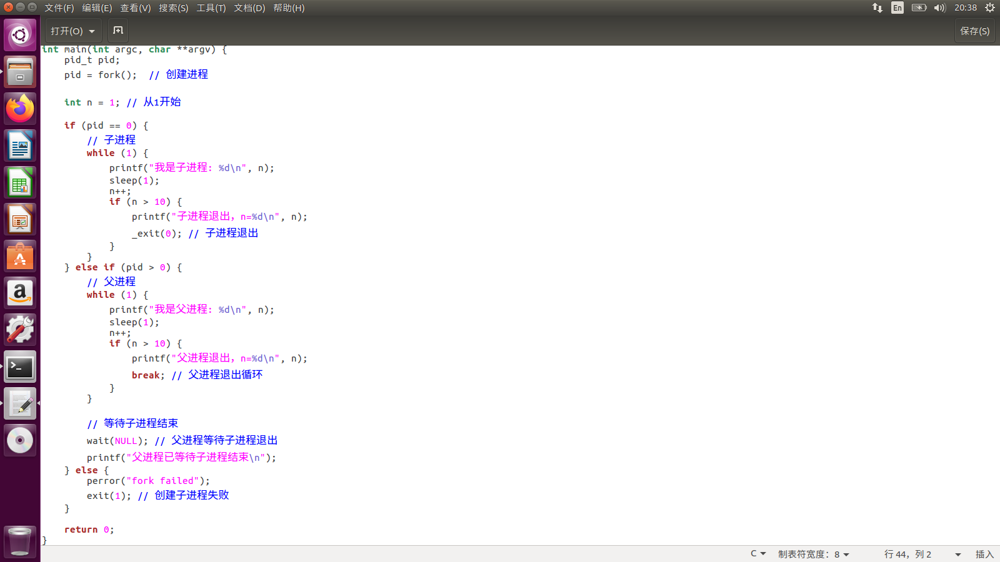 文件(F) 编辑(E) 查看(V) 搜索(S) 工具(T) 文档(D) 帮助(H) En 20:38
打开(O) 保存(S)
int main(int argc, char **argv) {
    pid_t pid;
    pid = fork();  // 创建进程
    int n = 1; // 从1开始
    if (pid == 0) {
        // 子进程
        while (1) {
            printf("我是子进程: %d\n", n);
            sleep(1);
            n++;
            if (n > 10) {
                printf("子进程退出，n=%d\n", n);
                _exit(0); // 子进程退出
            }
        }
    } else if (pid > 0) {
        // 父进程
        while (1) {
            printf("我是父进程: %d\n", n);
            sleep(1);
            n++;
            if (n > 10) {
                printf("父进程退出，n=%d\n", n);
                break; // 父进程退出循环
            }
        }
        // 等待子进程结束
        wait(NULL); // 父进程等待子进程退出
        printf("父进程已等待子进程结束\n");
    } else {
        perror("fork failed");
        exit(1); // 创建子进程失败
    }
    return 0;
}
C 制表符宽度：8 行 44，列 2 插入